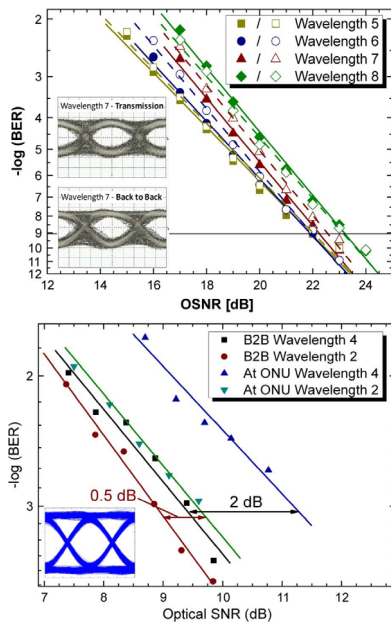 2
3
4
5
6
7
8
9
10
11
12
-log (BER)
Wavelength 5
Wavelength 6
Wavelength 7
Wavelength 8
/
/
/
/
Wavelength 7 - Transmission
Wavelength 7 - Back to Back
12 14 16 18 20 22 24 26
OSNR [dB]
2
3
-log (BER)
B2B Wavelength 4
B2B Wavelength 2
At ONU Wavelength 4
At ONU Wavelength 2
0.5 dB
2 dB
6 7 8 9 10 11 12
Optical SNR (dB)